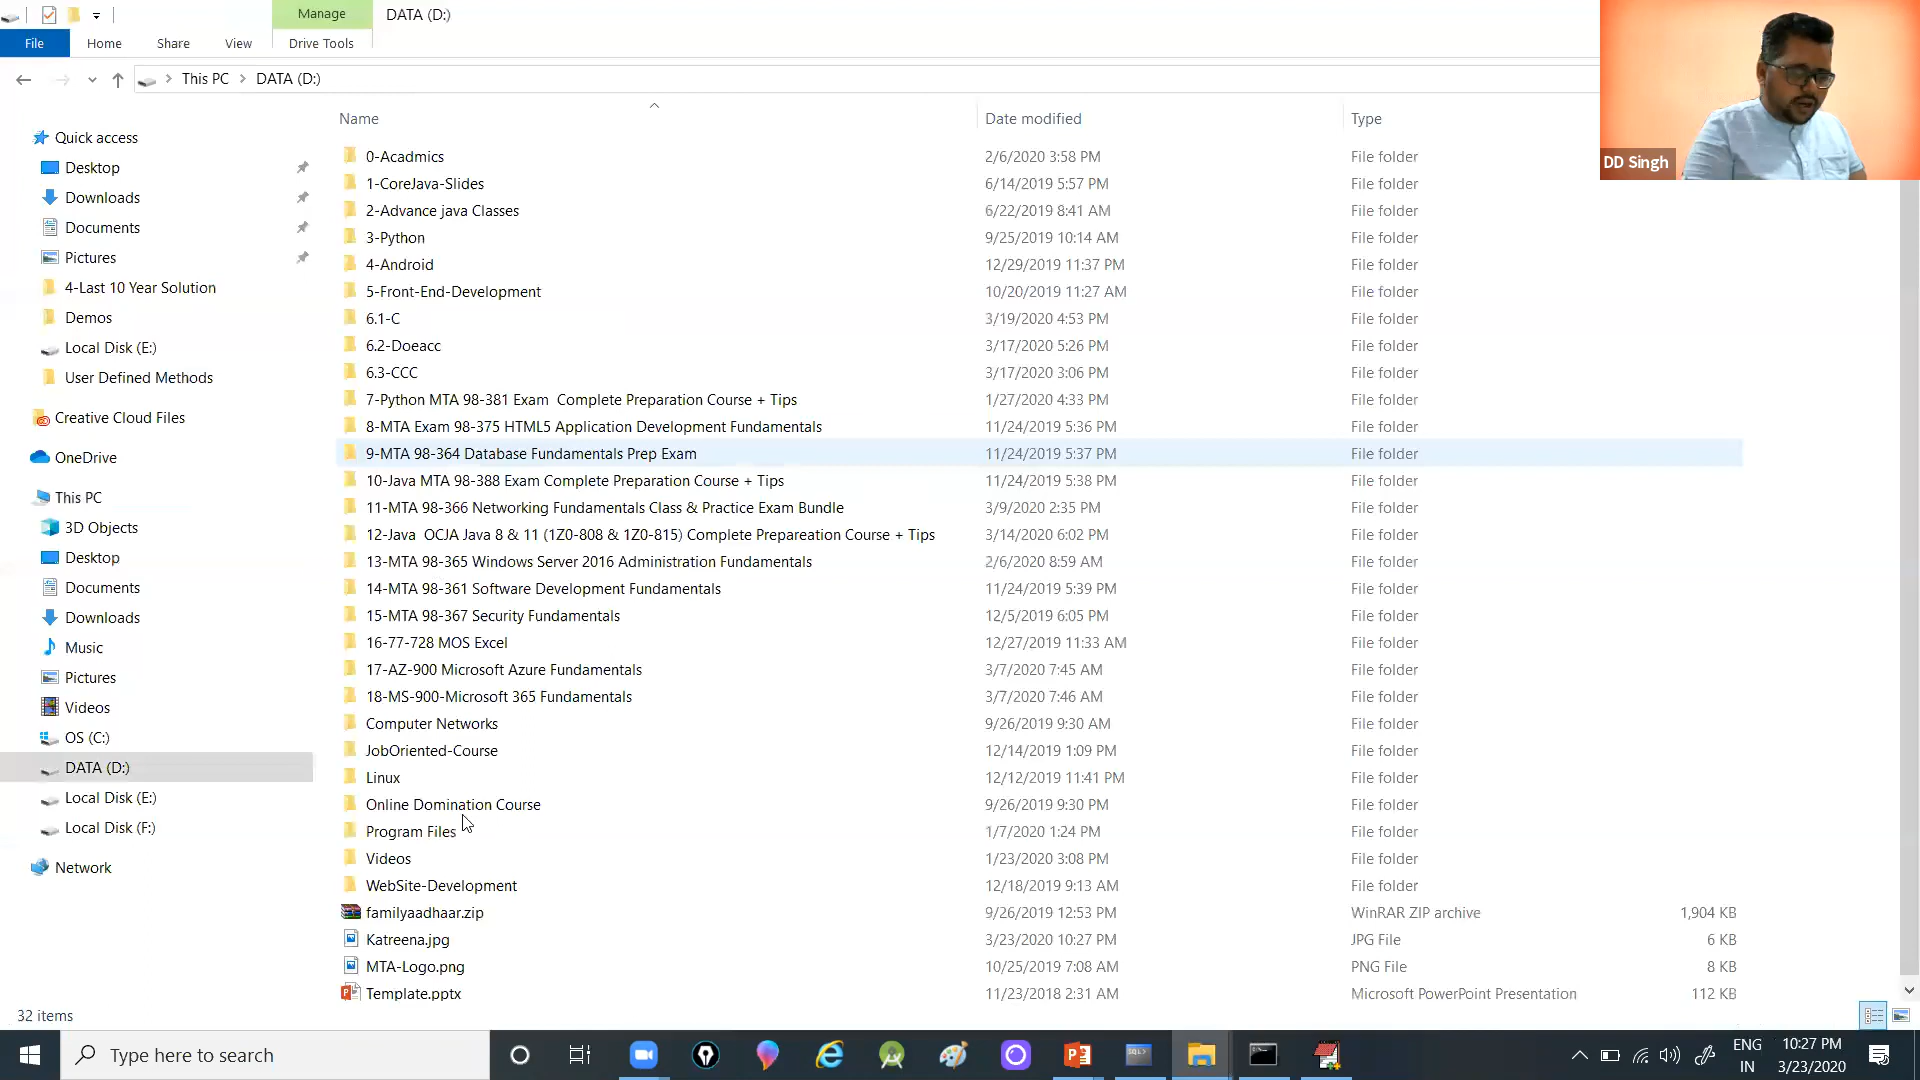 Manage
DATA (D:)
File
Home
Share
View
Drive Tools
This PC
DATA (D:)
Name
Date modified
Type
Quick access
Desktop
Downloads
Documents
Pictures
4-Last 10 Year Solution
Demos
Local Disk (E:)
User Defined Methods
Creative Cloud Files
OneDrive
This PC
3D Objects
Desktop
Documents
Downloads
Music
Pictures
Videos
OS (C:)
DATA (D:)
Local Disk (E:)
Local Disk (F:)
Network
0-Acadmics 2/6/2020 3:58 PM File folder
1-CoreJava-Slides 6/14/2019 5:57 PM File folder
2-Advance java Classes 6/22/2019 8:41 AM File folder
3-Python 9/25/2019 10:14 AM File folder
4-Android 12/29/2019 11:37 PM File folder
5-Front-End-Development 10/20/2019 11:27 AM File folder
6.1-C 3/19/2020 4:53 PM File folder
6.2-Doeacc 3/17/2020 5:26 PM File folder
6.3-CCC 3/17/2020 3:06 PM File folder
7-Python MTA 98-381 Exam  Complete Preparation Course + Tips 1/27/2020 4:33 PM File folder
8-MTA Exam 98-375 HTML5 Application Development Fundamentals 11/24/2019 5:36 PM File folder
9-MTA 98-364 Database Fundamentals Prep Exam 11/24/2019 5:37 PM File folder
10-Java MTA 98-388 Exam Complete Preparation Course + Tips 11/24/2019 5:38 PM File folder
11-MTA 98-366 Networking Fundamentals Class & Practice Exam Bundle 3/9/2020 2:35 PM File folder
12-Java  OCJA Java 8 & 11 (1Z0-808 & 1Z0-815) Complete Prepareation Course + Tips 3/14/2020 6:02 PM File folder
13-MTA 98-365 Windows Server 2016 Administration Fundamentals 2/6/2020 8:59 AM File folder
14-MTA 98-361 Software Development Fundamentals 11/24/2019 5:39 PM File folder
15-MTA 98-367 Security Fundamentals 12/5/2019 6:05 PM File folder
16-77-728 MOS Excel 12/27/2019 11:33 AM File folder
17-AZ-900 Microsoft Azure Fundamentals 3/7/2020 7:45 AM File folder
18-MS-900-Microsoft 365 Fundamentals 3/7/2020 7:46 AM File folder
Computer Networks 9/26/2019 9:30 AM File folder
JobOriented-Course 12/14/2019 1:09 PM File folder
Linux 12/12/2019 11:41 PM File folder
Online Domination Course 9/26/2019 9:30 PM File folder
Program Files 1/7/2020 1:24 PM File folder
Videos 1/23/2020 3:08 PM File folder
WebSite-Development 12/18/2019 9:13 AM File folder
familyaadhaar.zip 9/26/2019 12:53 PM WinRAR ZIP archive 1,904 KB
Katreena.jpg 3/23/2020 10:27 PM JPG File 6 KB
MTA-Logo.png 10/25/2019 7:08 AM PNG File 8 KB
Template.pptx 11/23/2018 2:31 AM Microsoft PowerPoint Presentation 112 KB
DD Singh
32 items
Type here to search
SQL>
ENG
IN
10:27 PM
3/23/2020